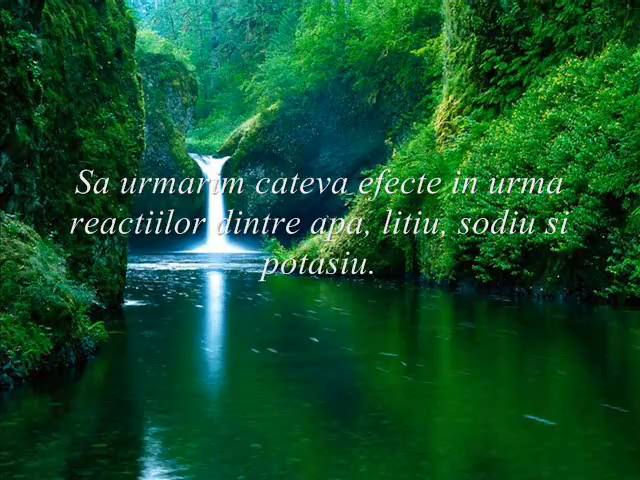 Sa urmarim cateva efecte in urma
reactiilor dintre apa, litiu, sodiu si
potasiu.